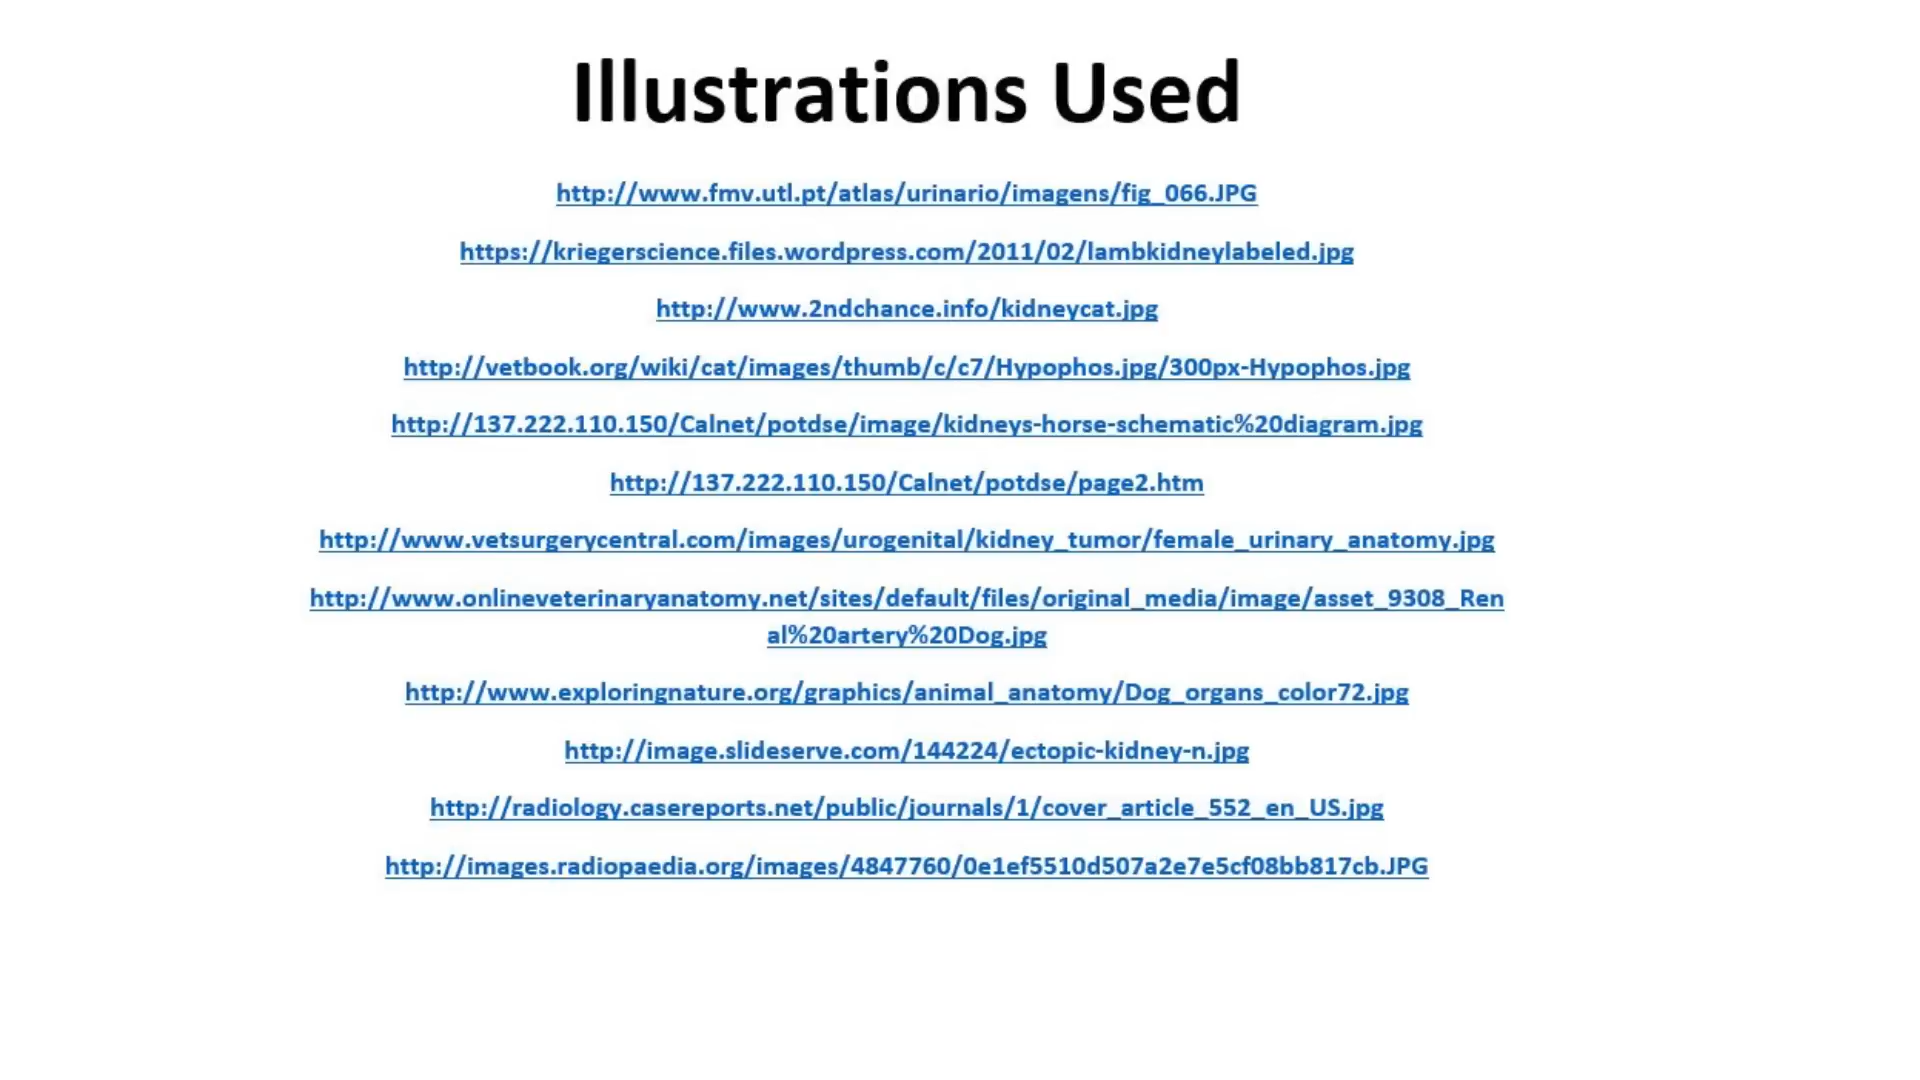 Illustrations Used
http://www.fmv.utl.pt/atlas/urinario/imagens/fig_066.JPG
https://kriegerscience.files.wordpress.com/2011/02/lambkidneylabeled.jpg
http://www.2ndchance.info/kidneycat.jpg
http://vetbook.org/wiki/cat/images/thumb/c/c7/Hypophos.jpg/300px-Hypophos.jpg
http://137.222.110.150/Calnet/potdse/image/kidneys-horse-schematic%20diagram.jpg
http://137.222.110.150/Calnet/potdse/page2.htm
http://www.vetsurgerycentral.com/images/urogenital/kidney_tumor/female_urinary_anatomy.jpg
http://www.onlineveterinaryanatomy.net/sites/default/files/original_media/image/asset_9308_Ren
al%20artery%20Dog.jpg
http://www.exploringnature.org/graphics/animal_anatomy/Dog_organs_color72.jpg
http://image.slideserve.com/144224/ectopic-kidney-n.jpg
http://radiology.casereports.net/public/journals/1/cover_article_552_en_US.jpg
http://images.radiopaedia.org/images/4847760/0e1ef5510d507a2e7e5cf08bb817cb.JPG